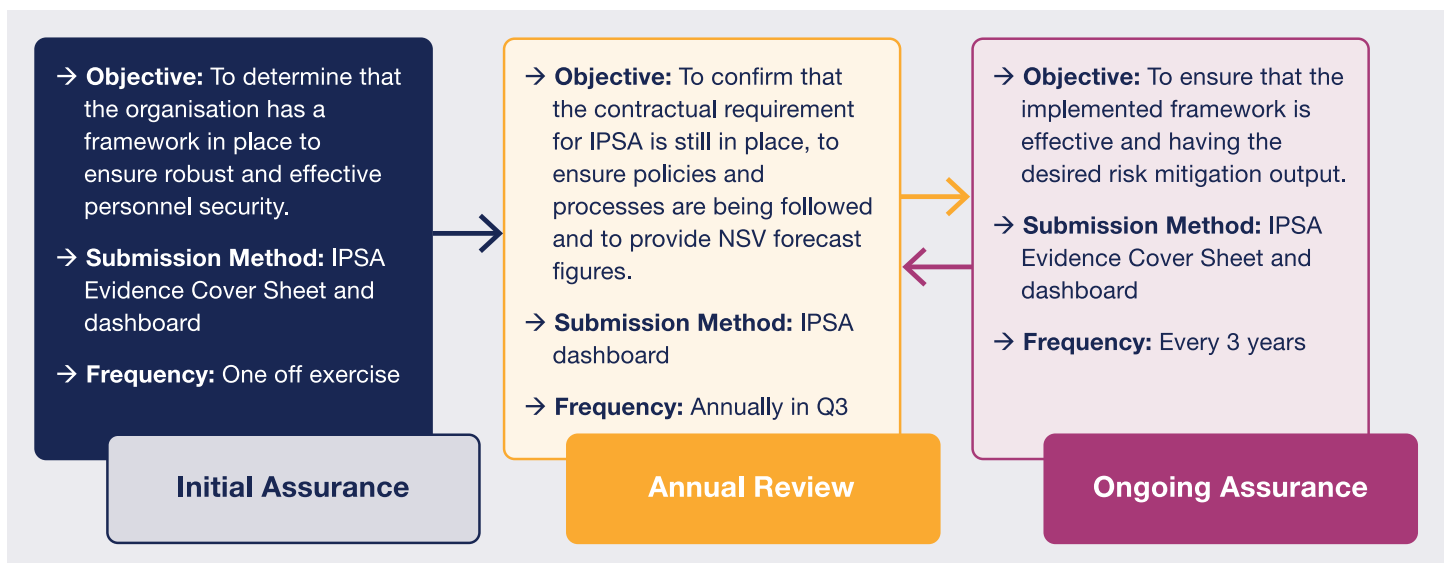 → Objective: To determine that
the organisation has a
framework in place to
ensure robust and effective
personnel security.
→ Submission Method: IPSA
Evidence Cover Sheet and
dashboard
→ Frequency: One off exercise
Initial Assurance
→ Objective: To confirm that
the contractual requirement
for IPSA is still in place, to
ensure policies and
processes are being followed
and to provide NSV forecast
figures.
→ Submission Method: IPSA
dashboard
→ Frequency: Annually in Q3
Annual Review
→ Objective: To ensure that the
implemented framework is
effective and having the
desired risk mitigation output.
→ Submission Method: IPSA
Evidence Cover Sheet and
dashboard
→ Frequency: Every 3 years
Ongoing Assurance